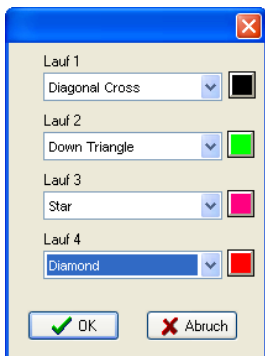 Lauf 1
Diagonal Cross
Lauf 2
Down Triangle
Lauf 3
Star
Lauf 4
Diamond
OK
Abruch